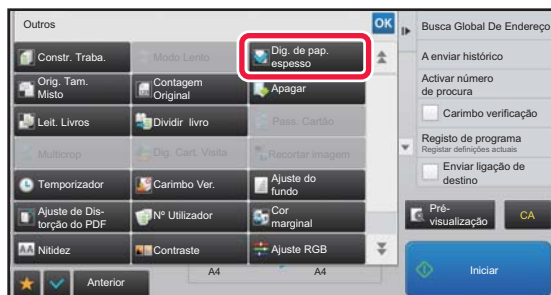 Outros
OK
Constr. Traba.
Modo Lento
Dig. de pap.
espesso
Orig. Tam.
Misto
Contagem
Original
Apagar
Leit. Livros
Dividir livro
Pass. Cartão
Multicrop
Dig. Cart. Visita
Recortar imagem
Temporizador
Carimbo Ver.
Ajuste do
fundo
Ajuste de Dis-
torção do PDF
Nº Utilizador
Cor
marginal
AA Nitidez
Contraste
Ajuste RGB
Anterior
A4
A4
Busca Global De Endereço
A enviar histórico
Activar número
de procura
Carimbo verificação
Registo de programa
Registar definições actuais
Enviar ligação de
destino
Pré-
visualização
CA
Iniciar